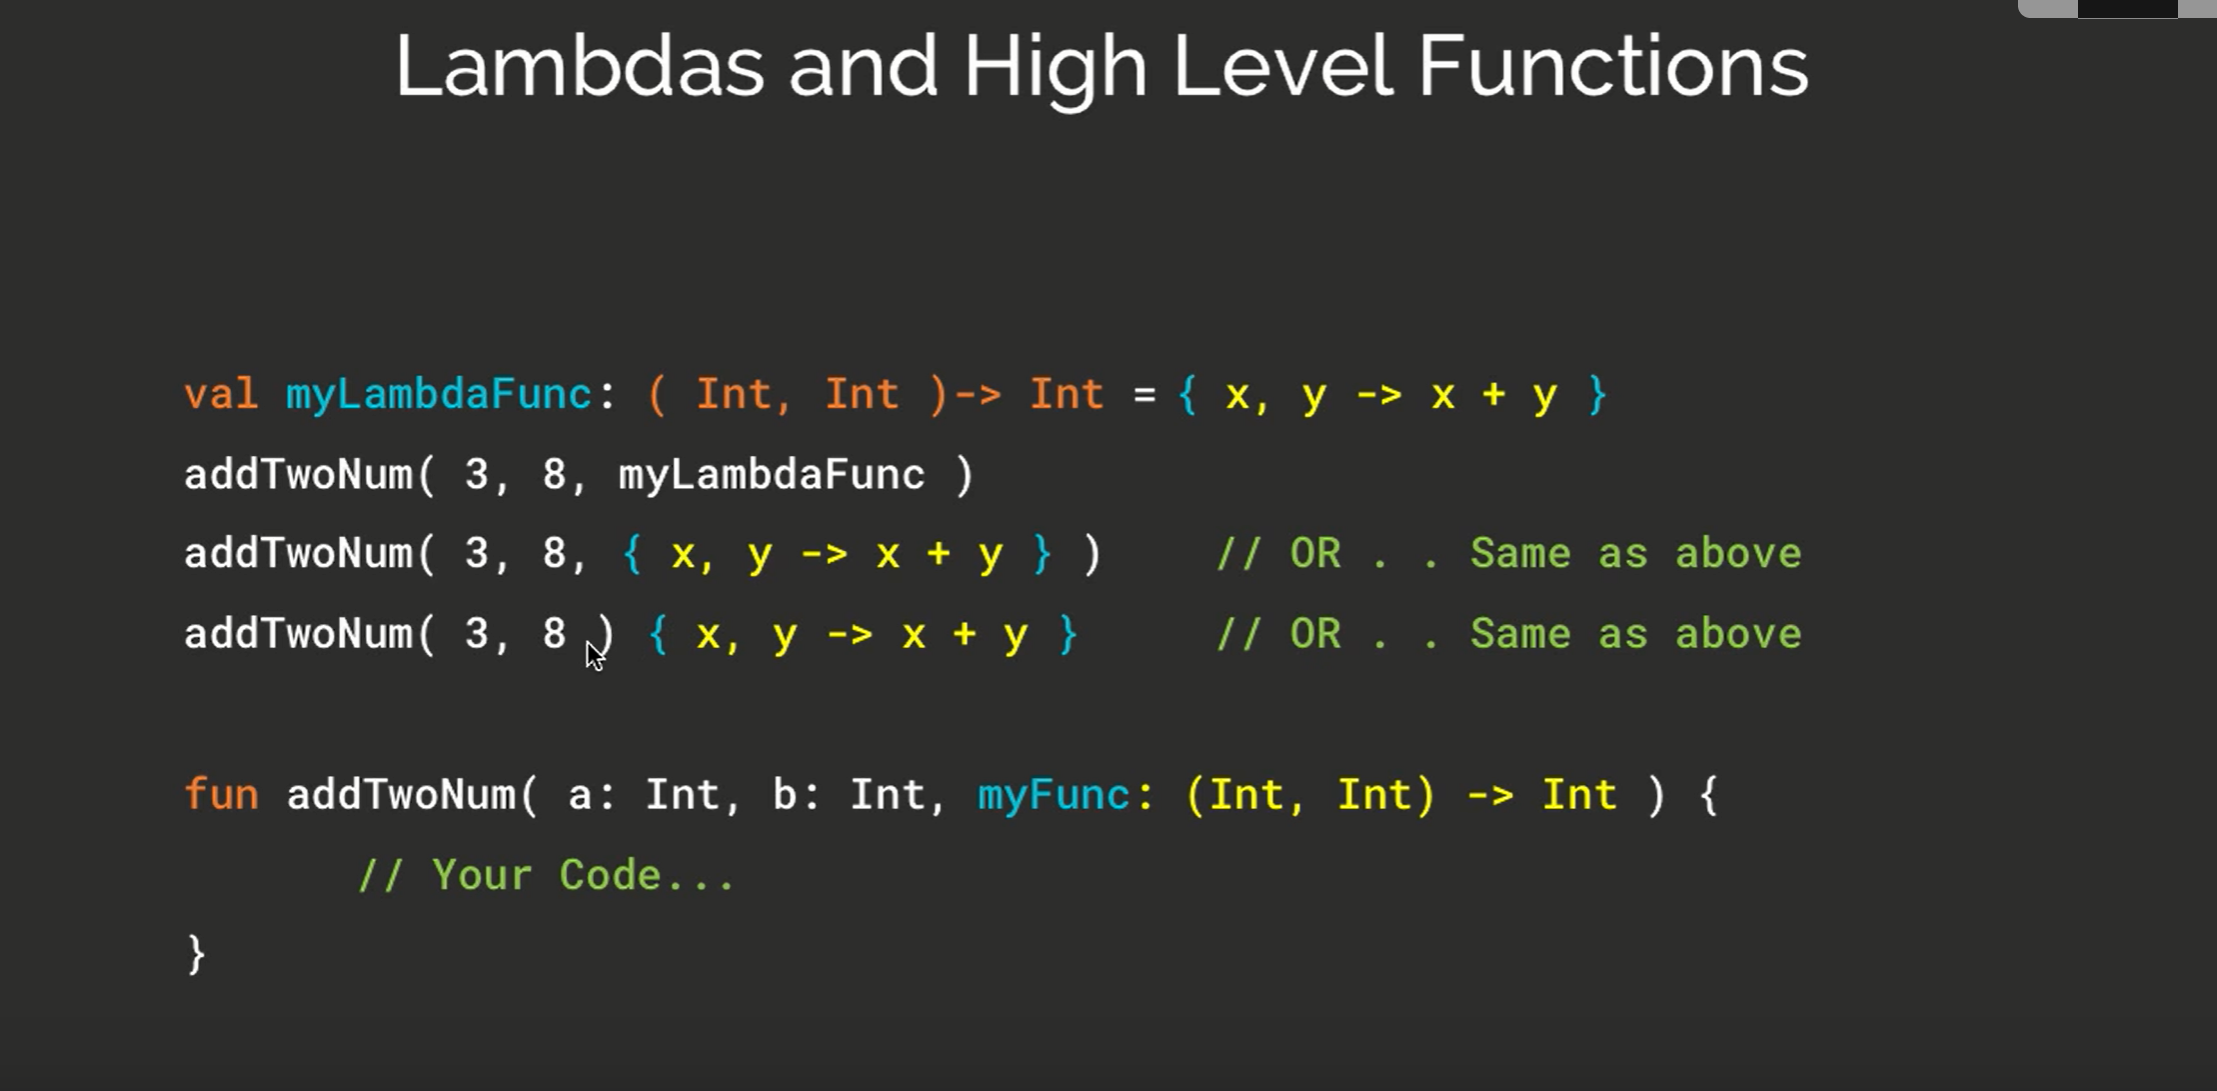 Lambdas and High Level Functions
val myLambdaFunc: ( Int, Int )-> Int = { x, y -> x + y }
addTwoNum( 3, 8, myLambdaFunc )
addTwoNum( 3, 8, { x, y -> x + y } ) // OR . . Same as above
addTwoNum( 3, 8 ) { x, y -> x + y } // OR . . Same as above
fun addTwoNum( a: Int, b: Int, myFunc: (Int, Int) -> Int ) {
// Your Code...
}